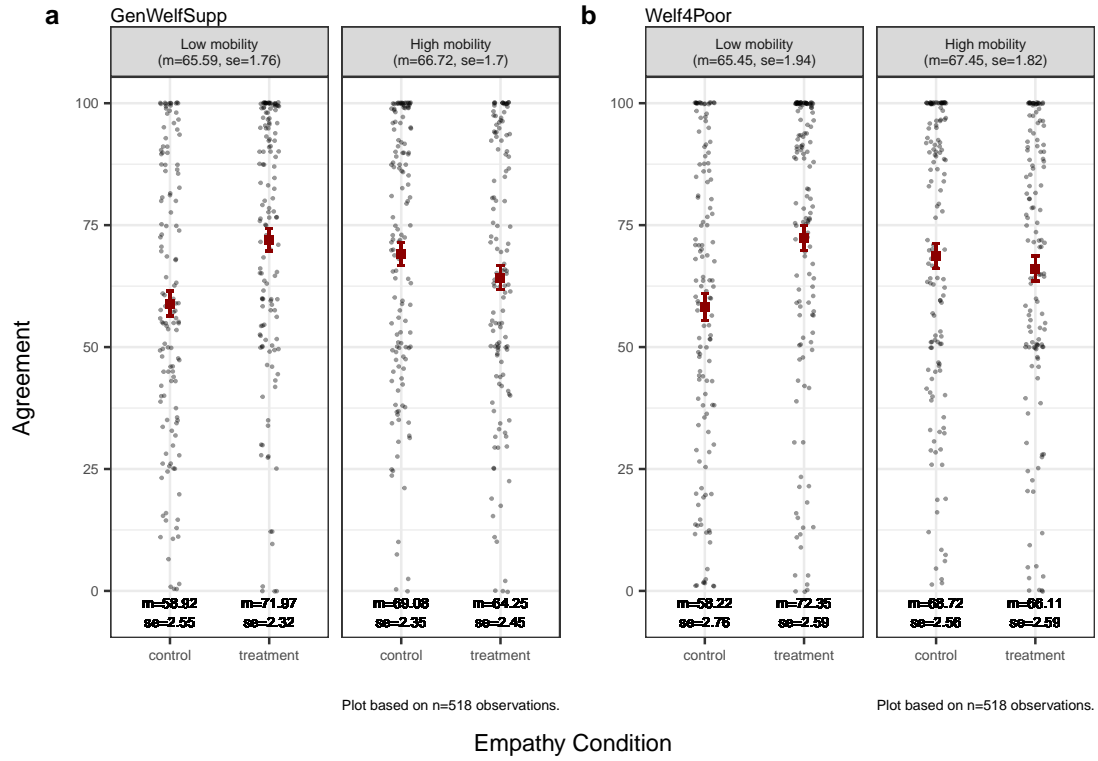 a
GenWelfSupp
Low mobility
(m=65.59, se=1.76)
High mobility
(m=66.72, se=1.7)
100
75
50
25
0
Agreement
m=58.92
se=2.55
m=71.97
se=2.32
m=69.08
se=2.35
m=64.25
se=2.45
control
treatment
control
treatment
Plot based on n=518 observations.
b
Welf4Poor
Low mobility
(m=65.45, se=1.94)
High mobility
(m=67.45, se=1.82)
100
75
50
25
0
m=58.22
se=2.76
m=72.35
se=2.59
m=68.72
se=2.56
m=66.11
se=2.59
control
treatment
control
treatment
Plot based on n=518 observations.
Empathy Condition